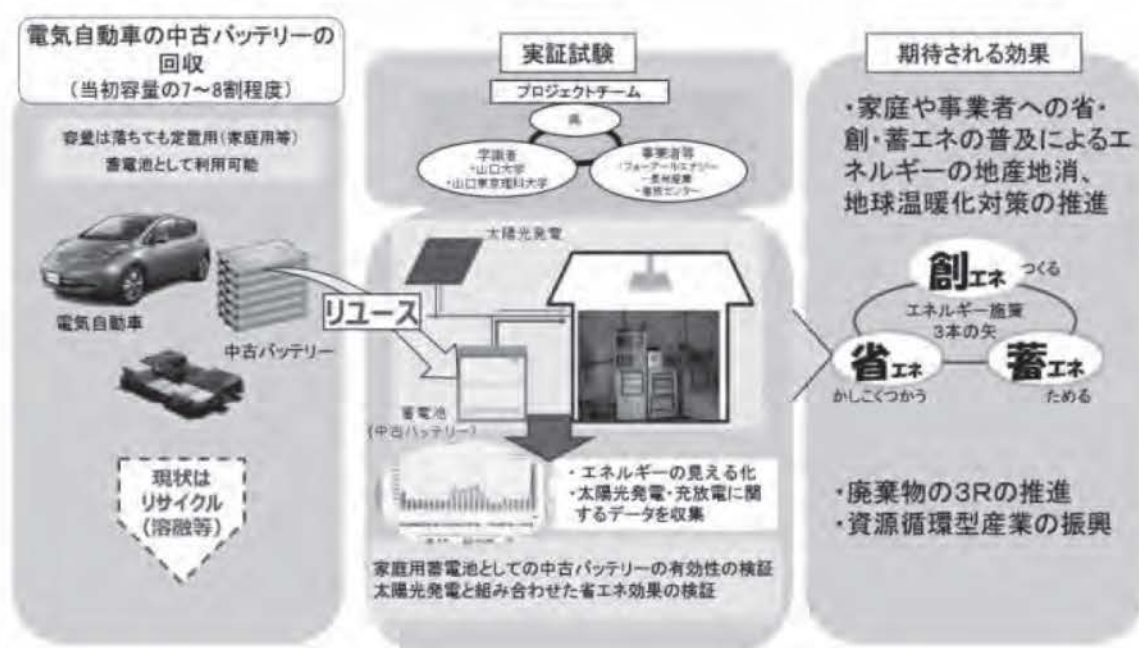 電気自動車の中古バッテリーの
回収
(当初容量の7～8割程度)
容量は落ちても定置用(家庭用等)
蓄電池として利用可能
電気自動車
中古バッテリー
現状は
リサイクル
(溶融等)
リユース
実証試験
プロジェクトチーム
県
学識者
・山口大学
・山口東京理科大学
事業者等
・フォーアールエナジー
・長州産業
太陽光発電
蓄電池
(中古バッテリー)
・エネルギーの見える化
・太陽光発電・充放電に関
するデータを収集
家庭用蓄電池としての中古バッテリーの有効性の検証
太陽光発電と組み合わせた省エネ効果の検証
期待される効果
・家庭や事業者への省・
創・蓄エネの普及によるエ
ネルギーの地産地消、
地球温暖化対策の推進
創エネ
つくる
エネルギー施策
3本の矢
省エネ
かしこくつかう
蓄エネ
ためる
・廃棄物の3Rの推進
・資源循環型産業の振興